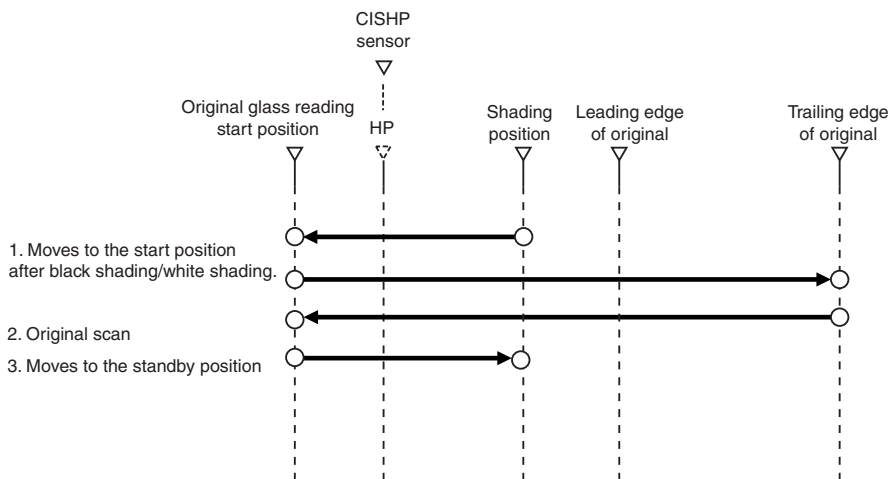 CISHP
sensor
Original glass reading
start position
HP
Shading
position
Leading edge
of original
Trailing edge
of original
1. Moves to the start position
after black shading/white shading.
2. Original scan
3. Moves to the standby position